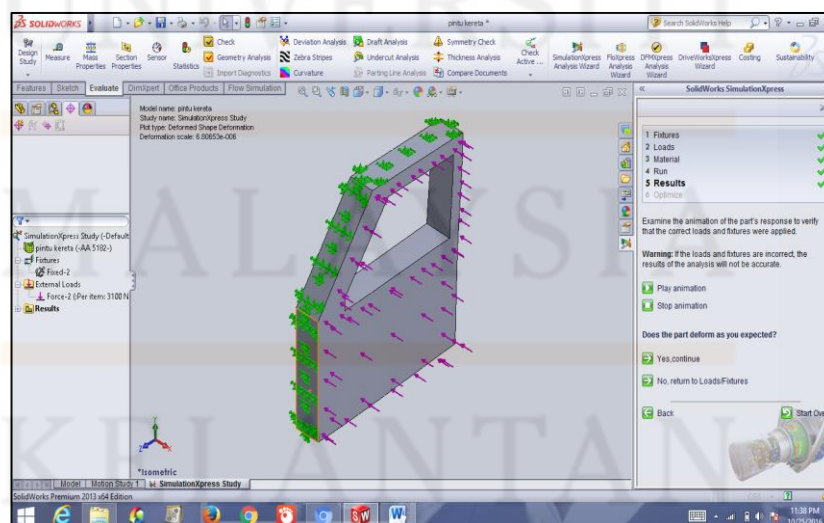 SOLIDWORKS
pintu kereta *
Search SolidWorks Help
Design Study
Measure
Mass Properties
Section Properties
Sensor
Statistics
Check
Geometry Analysis
Import Diagnostics
Deviation Analysis
Zebra Stripes
Curvature
Draft Analysis
Undercut Analysis
Parting Line Analysis
Symmetry Check
Thickness Analysis
Compare Documents
Check Active ...
SimulationXpress Analysis Wizard
FloXpress Analysis Wizard
DFMXpress Analysis Wizard
DriveWorksXpress Wizard
Costing
Sustainability
Features
Sketch
Evaluate
DimXpert
Office Products
Flow Simulation
SolidWorks SimulationXpress
Model name: pintu kereta
Study name: SimulationXpress Study
Plot type: Deformed Shape Deformation
Deformation scale: 6.80653e-006
SimulationXpress Study (-Default
pintu kereta (-AA 5182-)
Fixtures
Fixed-2
External Loads
Force-2 (:Per item: 3100 N
Results
1 Fixtures
2 Loads
3 Material
4 Run
5 Results
6 Optimize
Examine the animation of the part's response to verify
that the correct loads and fixtures were applied.
Warning: If the loads and fixtures are incorrect, the
results of the analysis will not be accurate.
Play animation
Stop animation
Does the part deform as you expected?
Yes,continue
No, return to Loads/Fixtures
Back
Start Ove
Y
X
Z
*Isometric
Model
Motion Study 1
SimulationXpress Study
SolidWorks Premium 2013 x64 Edition
11:38 PM
MALAYSIA
KELANTAN